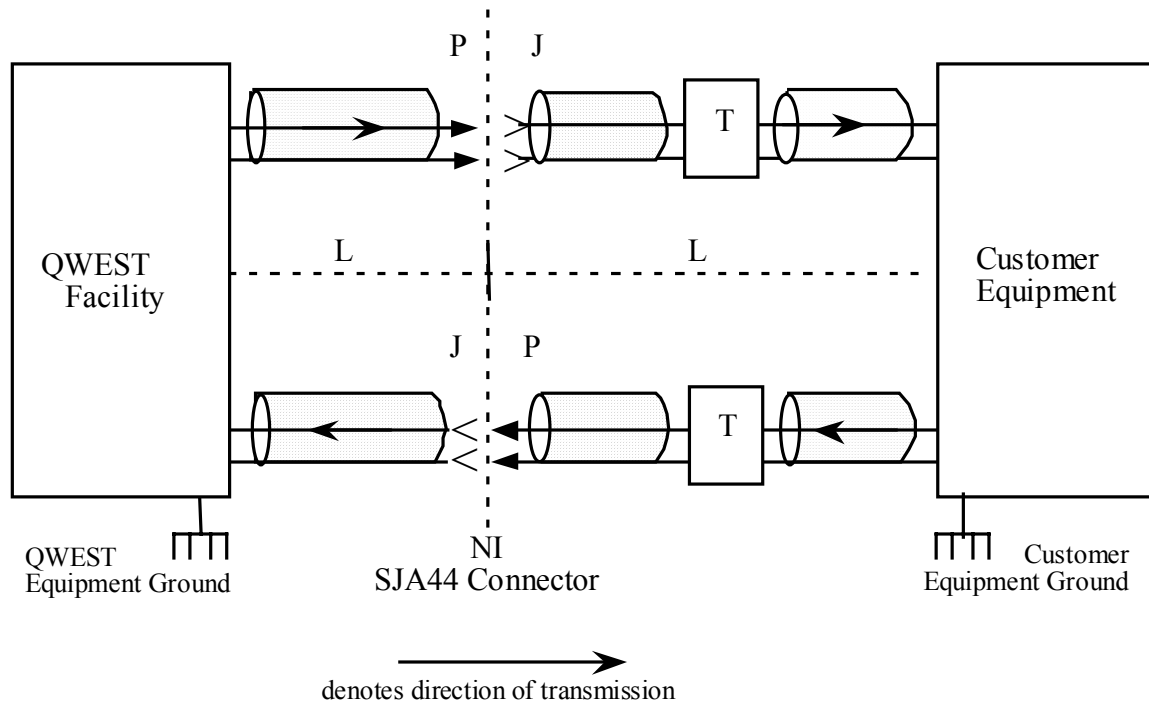 P J
T
QWEST
Facility
L L
Customer
Equipment
J P
T
QWEST
Equipment Ground
NI
SJA44 Connector
Customer
Equipment Ground
denotes direction of transmission